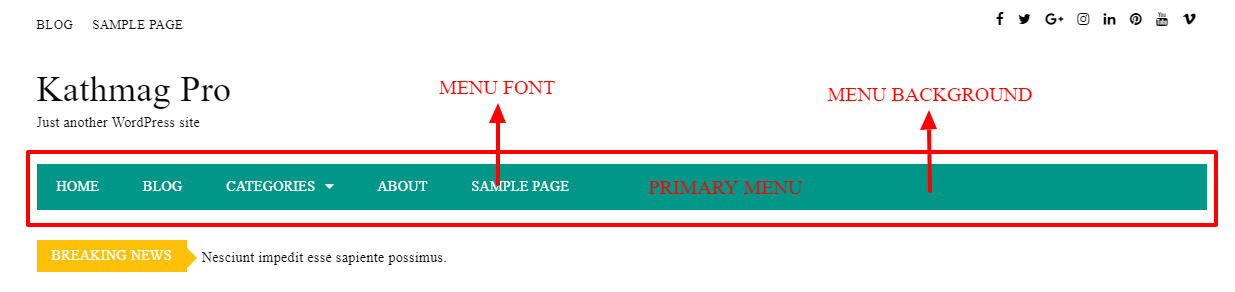 BLOG SAMPLE PAGE
Kathmag Pro
Just another WordPress site
MENU FONT
MENU BACKGROUND
HOME BLOG CATEGORIES ABOUT SAMPLE PAGE PRIMARY MENU
BREAKING NEWS Nesciunt impedit esse sapiente possimus.